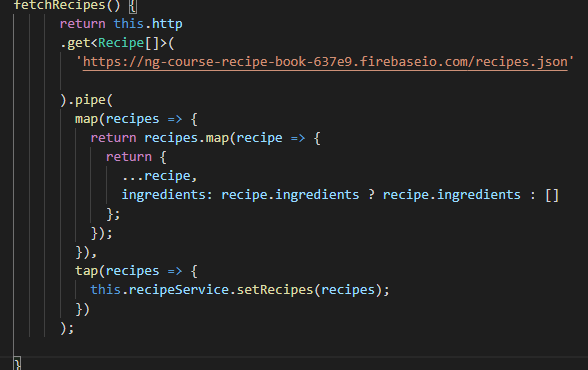 fetchRecipes() {
return this.http
.get<Recipe[]>(
'https://ng-course-recipe-book-637e9.firebaseio.com/recipes.json'
).pipe(
map(recipes => {
return recipes.map(recipe => {
return {
...recipe,
ingredients: recipe.ingredients ? recipe.ingredients : []
};
});
}),
tap(recipes => {
this.recipeService.setRecipes(recipes);
})
);
}